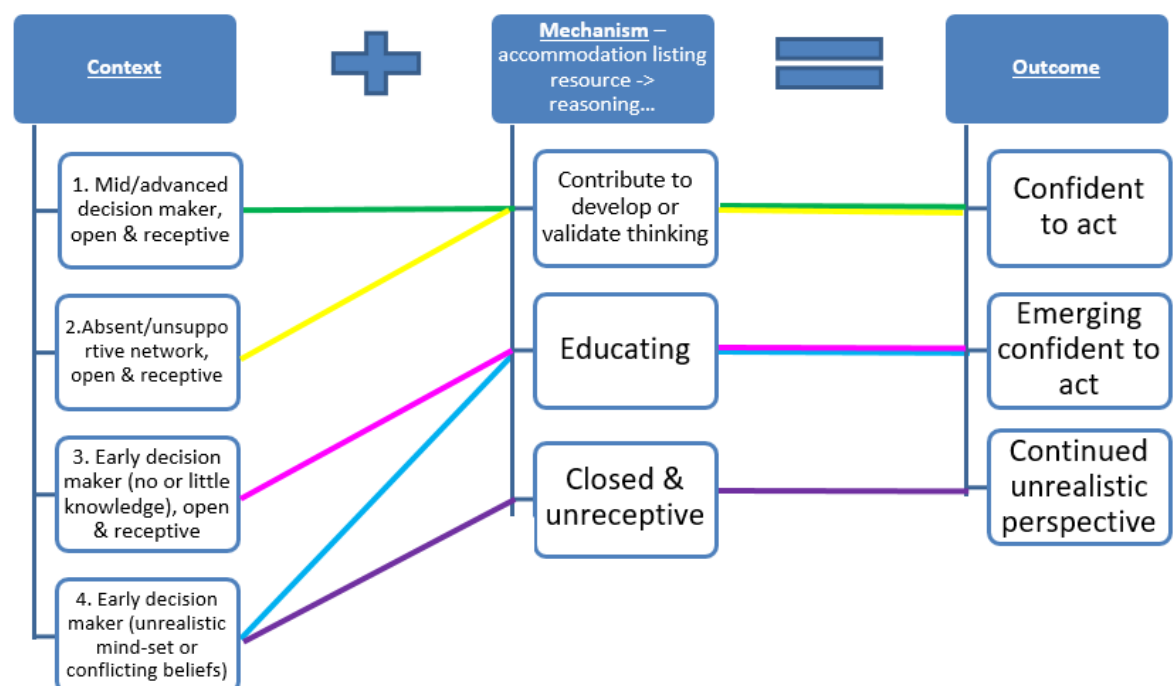 Context
Mechanism –
accommodation listing
resource ->
reasoning...
Outcome
1. Mid/advanced
decision maker,
open & receptive
Contribute to
develop or
validate thinking
Confident
to act
2.Absent/unsuppo
rtive network,
open & receptive
Educating
Emerging
confident to
act
3. Early decision
maker (no or little
knowledge), open
& receptive
Closed &
unreceptive
Continued
unrealistic
perspective
4. Early decision
maker (unrealistic
mind-set or
conflicting beliefs)